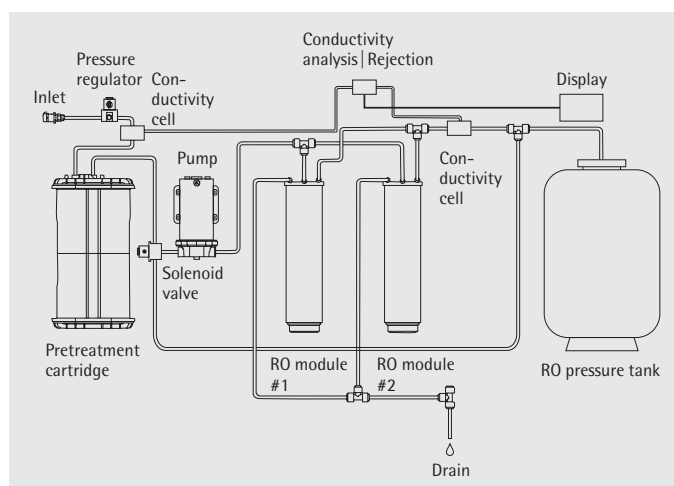 Conductivity
analysis | Rejection
Pressure
regulator
Con-
ductivity
cell
Inlet
Display
Pump
Con-
ductivity
cell
Solenoid
valve
Pretreatment
cartridge
RO module
#1
RO module
#2
RO pressure tank
Drain